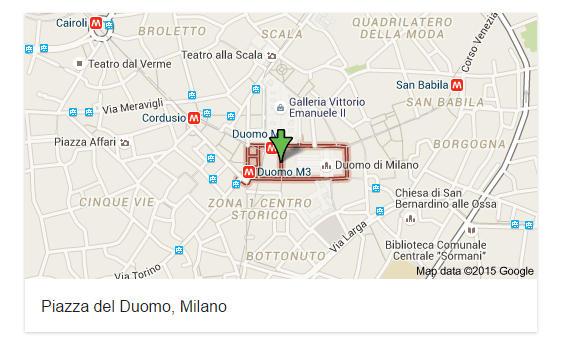 Cairoli
BROLETTO
SCALA
QUADRILATERO
DELLA MODA
Corso Venezia
Teatro alla Scala
Teatro dal Verme
San Babila
Via Meravigli
Galleria Vittorio
Emanuele II
SAN BABILA
Cordusio
Piazza Affari
Duomo M
BORGOGNA
Duomo di Milano
Duomo M3
CINQUE VIE
ZONA 1 CENTRO
STORICO
Chiesa di San
Bernardino alle Ossa
Via Larga
BOTTONUTO
Biblioteca Comunale
Centrale "Sormani"
Via Torino
Map data ©2015 Google
Piazza del Duomo, Milano